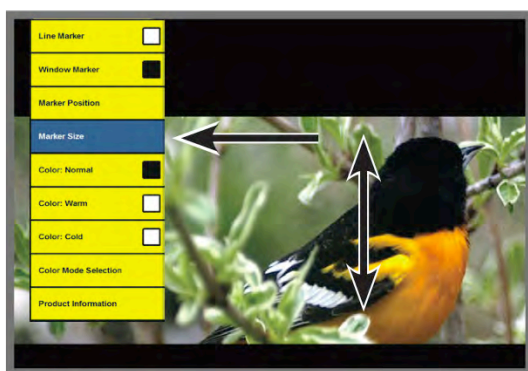 Line Marker
Window Marker
Marker Position
Marker Size
Color: Normal
Color: Warm
Color: Cold
Color Mode Selection
Product Information